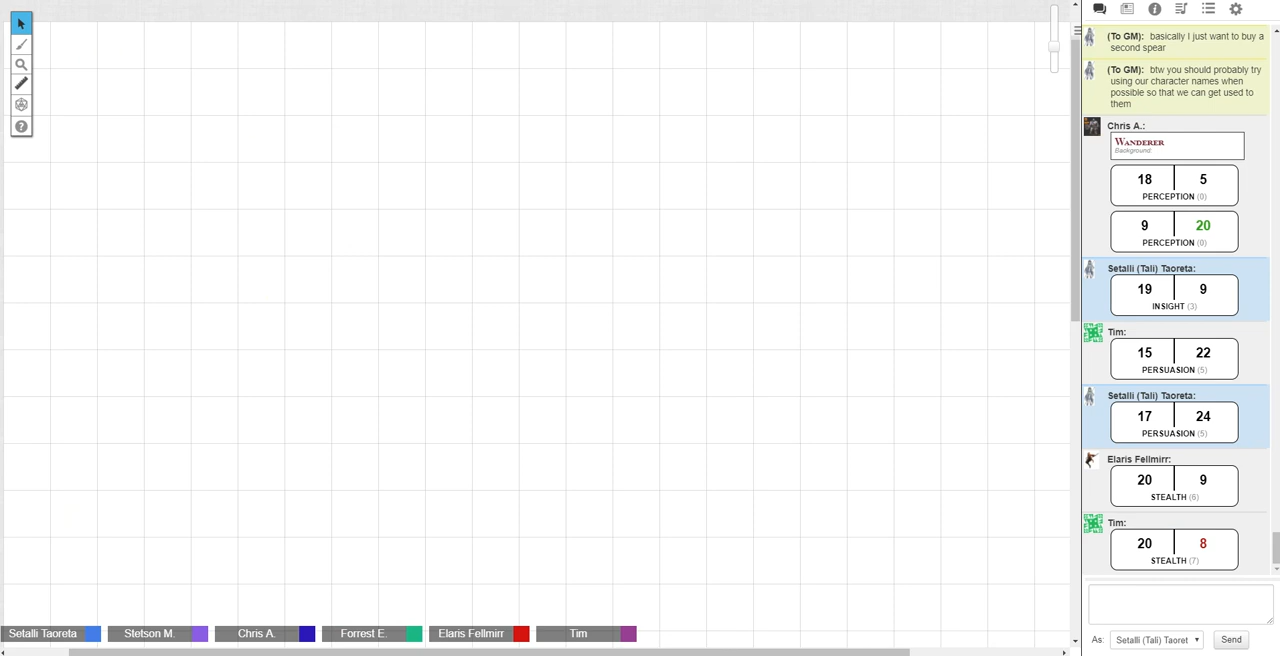 (To GM): basically I just want to buy a
second spear
(To GM): btw you should probably try
using our character names when
possible so that we can get used to
them
Chris A.:
WANDERER
Background:
18 5
PERCEPTION (0)
9 20
PERCEPTION (0)
Setalli (Tali) Taoreta:
19 9
INSIGHT (3)
Tim:
15 22
PERSUASION (5)
Setalli (Tali) Taoreta:
17 24
PERSUASION (5)
Elaris Fellmirr:
20 9
STEALTH (6)
Tim:
20 8
STEALTH (7)
Setalli Taoreta Stetson M. Chris A. Forrest E. Elaris Fellmirr Tim
As: Setalli (Tali) Taoret Send